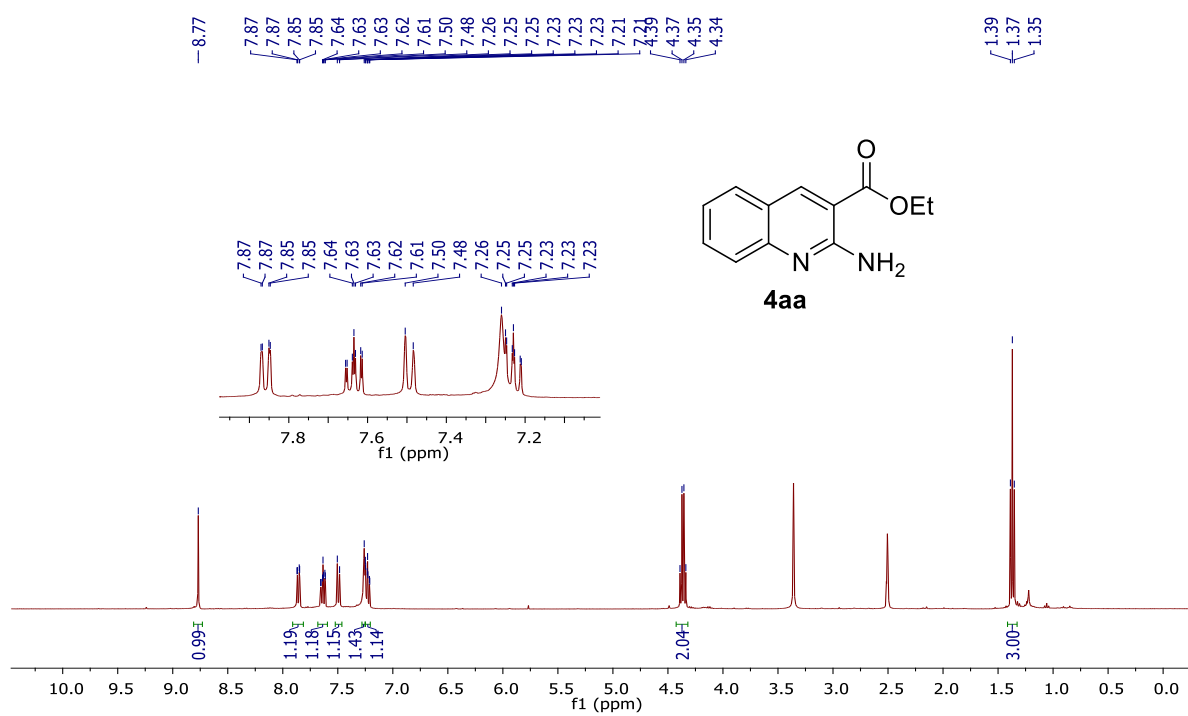 8.77 7.87 7.87 7.85 7.85 7.64 7.63 7.63 7.62 7.61 7.50 7.48 7.26 7.25 7.25 7.23 7.23 7.23 7.21 7.21 4.39 4.37 4.35 4.34 1.39 1.37 1.35
O
OEt
N
NH2
4aa
7.87 7.87 7.85 7.85 7.64 7.63 7.63 7.62 7.61 7.50 7.48 7.26 7.25 7.25 7.23 7.23 7.23
7.8 7.6 7.4 7.2
f1 (ppm)
0.99 1.19 1.18 1.15 1.43 1.14 2.04 3.00
10.0 9.5 9.0 8.5 8.0 7.5 7.0 6.5 6.0 5.5 5.0 4.5 4.0 3.5 3.0 2.5 2.0 1.5 1.0 0.5 0.0
f1 (ppm)